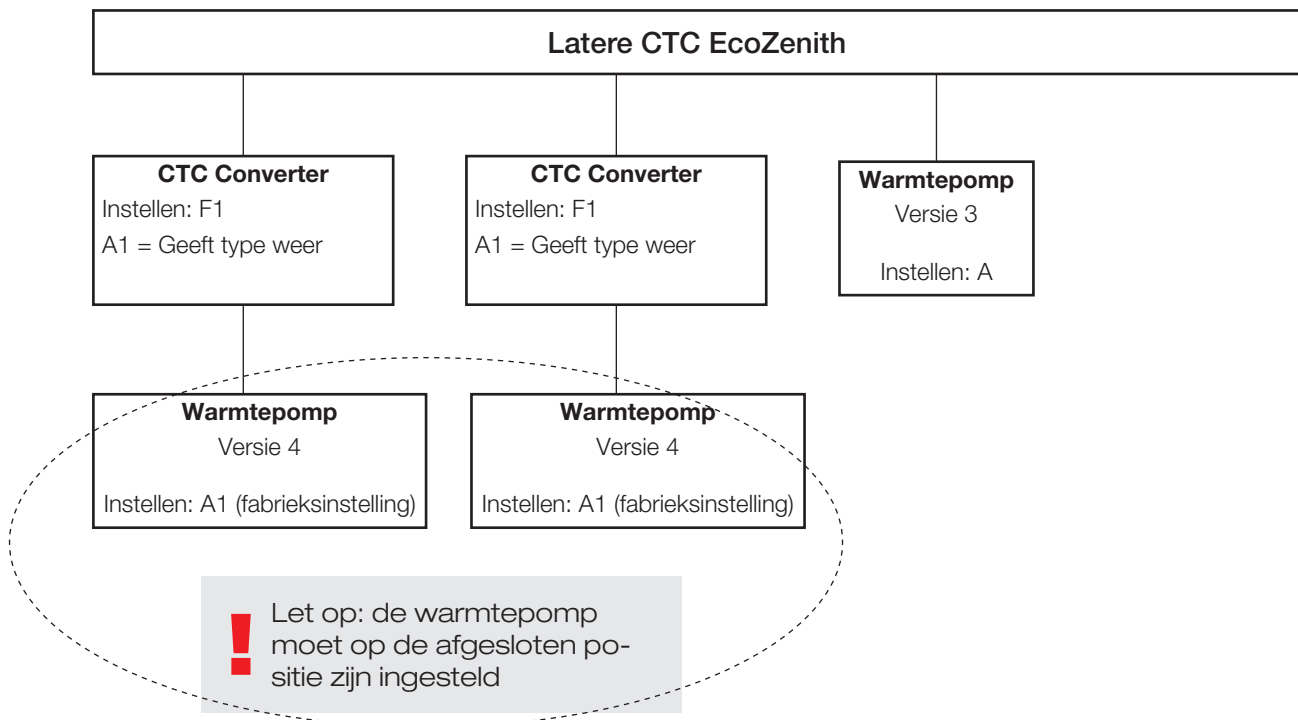 Latere CTC EcoZenith
CTC Converter
Instellen: F1
A1 = Geeft type weer
CTC Converter
Instellen: F1
A1 = Geeft type weer
Warmtepomp
Versie 3
Instellen: A
Warmtepomp
Versie 4
Instellen: A1 (fabrieksinstelling)
Warmtepomp
Versie 4
Instellen: A1 (fabrieksinstelling)
! Let op: de warmtepomp
moet op de afgesloten po-
sitie zijn ingesteld